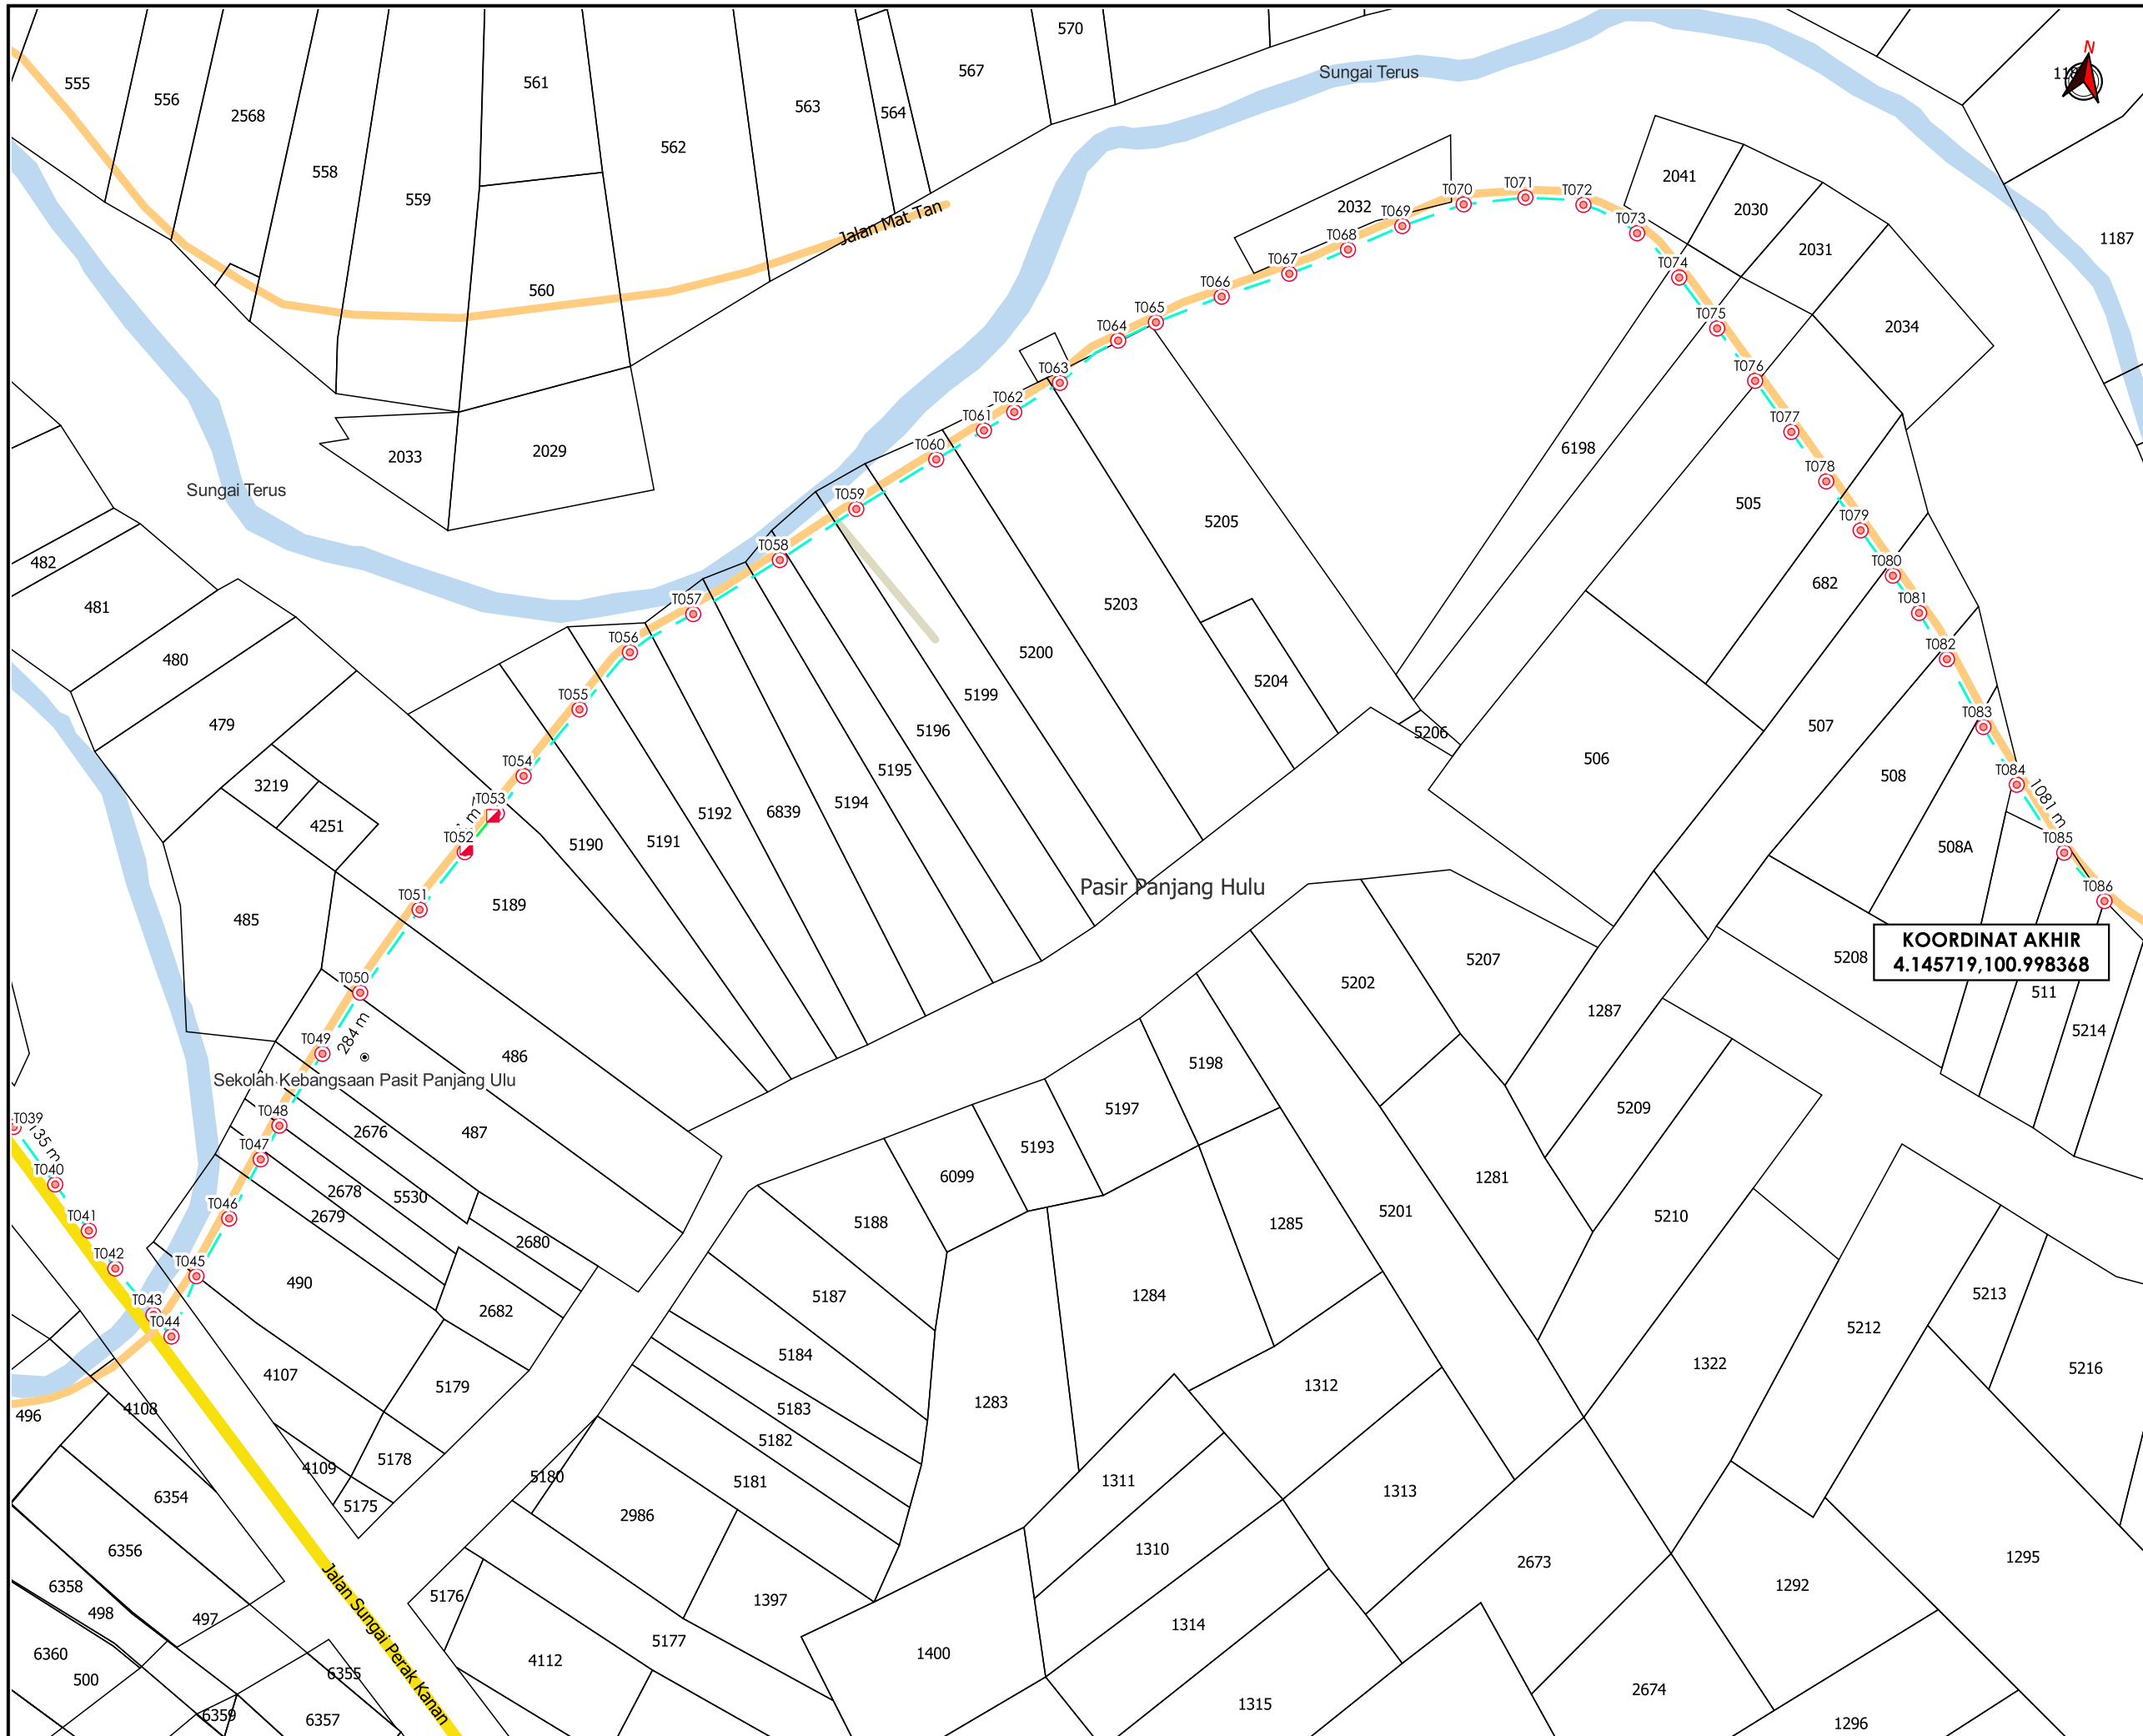 N
570
567
561
563
564
562
555
556
2568
558
559
560
Sungai Terus
Jalan Mat Tan
1187
2041
2030
2031
2034
2032
T070
T071
T072
T073
T069
T068
T067
T066
T065
T064
T063
T062
T061
T060
T059
T058
T057
T056
T055
T054
T053
T052
T051
T050
T049
T048
T047
T046
T045
T044
T043
T042
T041
T040
T039
T074
T075
T076
T077
T078
T079
T080
T081
T082
T083
T084
T085
T086
1081 m
284 m
135 m
2033
2029
Sungai Terus
482
481
480
479
3219
4251
485
5189
5190
5191
5192
6839
5194
5195
5196
5199
5200
5203
5204
5205
5206
6198
505
682
506
507
508
508A
Pasir Panjang Hulu
KOORDINAT AKHIR
4.145719,100.998368
5208
511
5214
5202
5207
1287
5209
5210
1281
5201
5198
5197
5193
6099
5188
1285
1284
5187
5184
5183
5182
5181
1283
1312
1313
1311
1310
1314
1315
1400
1397
2986
5180
5177
5176
4112
2673
2674
1292
1295
1296
1322
5212
5213
5216
486
Sekolah Kebangsaan Pasit Panjang Ulu
487
2676
2678
5530
2679
2680
2682
490
4107
5179
5178
4109
5175
496
4108
6354
6356
6358
498
497
6360
500
6355
6359
6357
Jalan Sungai Perak Kanan